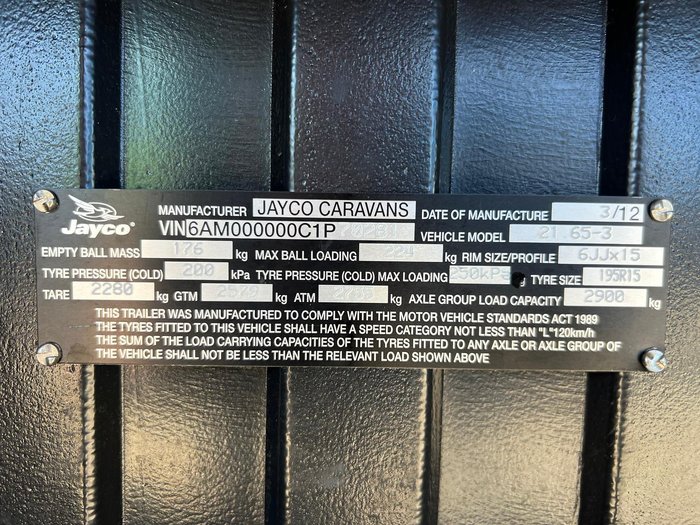 Jayco
MANUFACTURER JAYCO CARAVANS DATE OF MANUFACTURE 3/12
VIN 6AM000000C1P VEHICLE MODEL 21 65-3
EMPTY BALL MASS 176 kg MAX BALL LOADING kg RIM SIZE/PROFILE 6JJx15
TYRE PRESSURE (COLD) 200 kPa TYRE PRESSURE (COLD) MAX LOADING 250kPa TYRE SIZE 195R15
TARE 2280 kg GTM kg ATM kg AXLE GROUP LOAD CAPACITY 2900 kg
THIS TRAILER WAS MANUFACTURED TO COMPLY WITH THE MOTOR VEHICLE STANDARDS ACT 1989
THE TYRES FITTED TO THIS VEHICLE SHALL HAVE A SPEED CATEGORY NOT LESS THAN "L"120km/h
THE SUM OF THE LOAD CARRYING CAPACITIES OF THE TYRES FITTED TO ANY AXLE OR AXLE GROUP OF
THE VEHICLE SHALL NOT BE LESS THAN THE RELEVANT LOAD SHOWN ABOVE